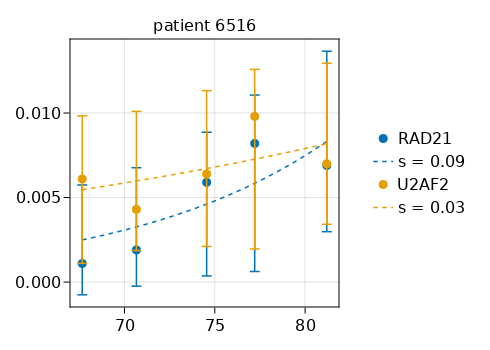 patient 6516
0.010
0.005
0.000
70
75
80
RAD21
s = 0.09
U2AF2
s = 0.03